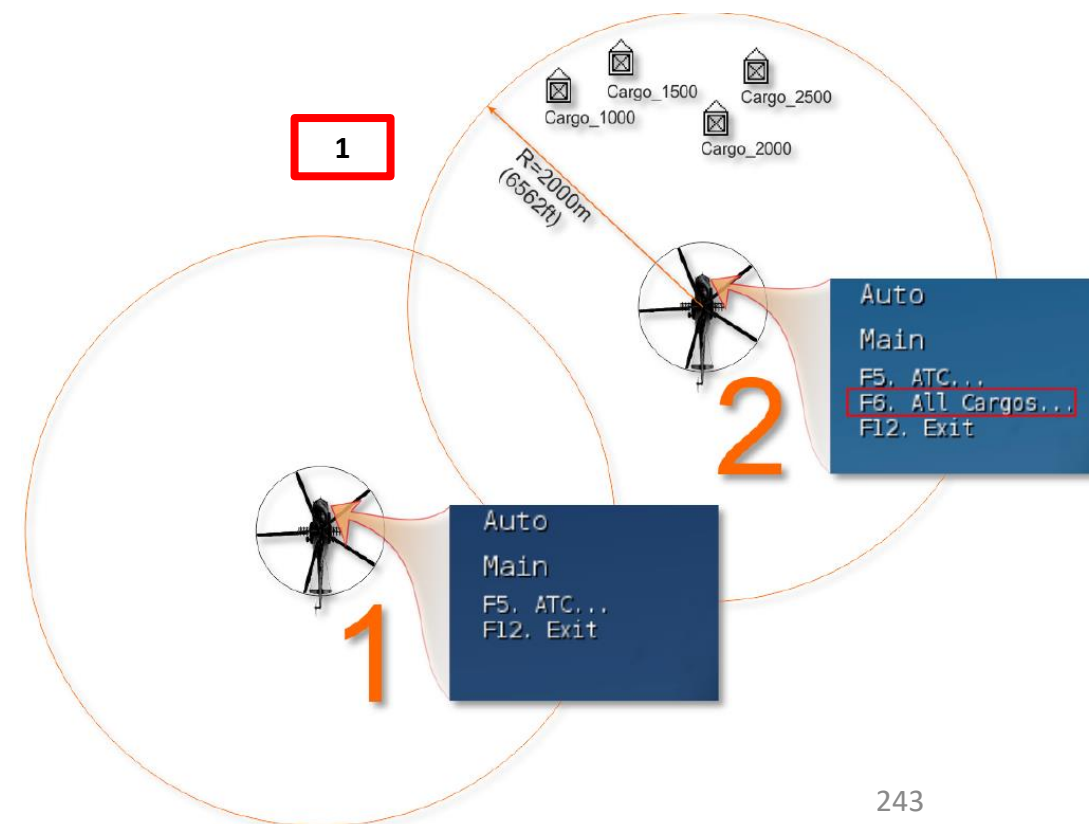 1
Cargo_1000
Cargo_1500
Cargo_2500
Cargo_2000
R=2000m
(6562ft)
2
Auto
Main
F5. ATC...
F6. All Cargos...
F12. Exit
1
Auto
Main
F5. ATC...
F12. Exit
243